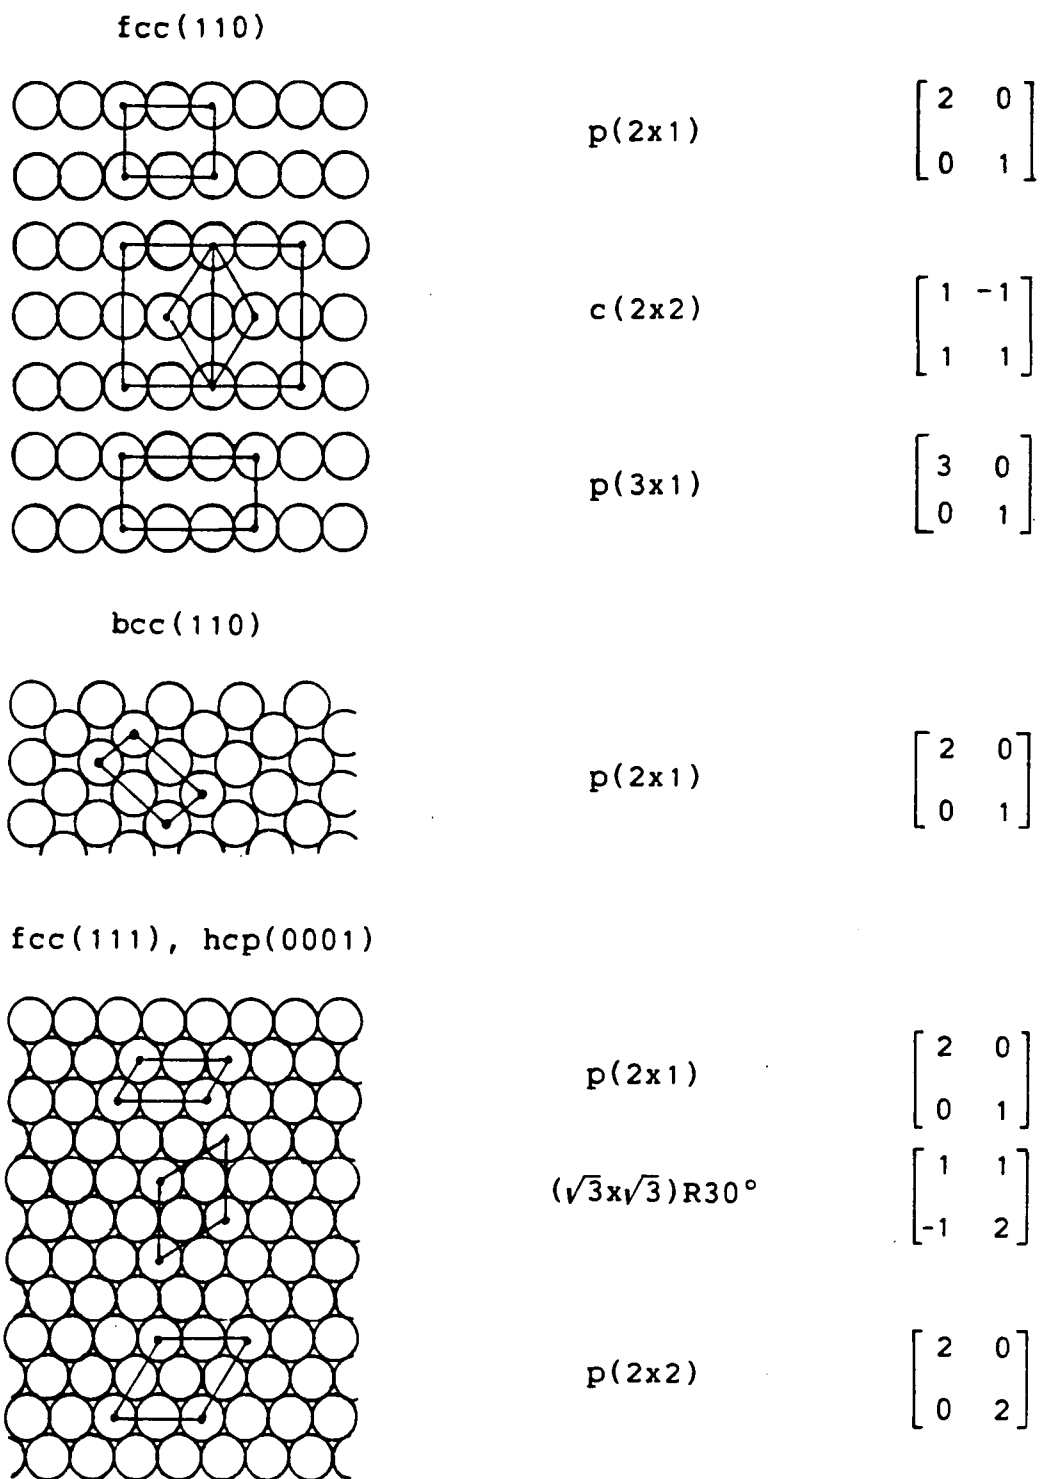 fcc(110)
p(2x1)
[2 0
0 1]
c(2x2)
[1 -1
1 1]
p(3x1)
[3 0
0 1]
bcc(110)
p(2x1)
[2 0
0 1]
fcc(111), hcp(0001)
p(2x1)
[2 0
0 1]
(√3x√3)R30°
[1 1
-1 2]
p(2x2)
[2 0
0 2]